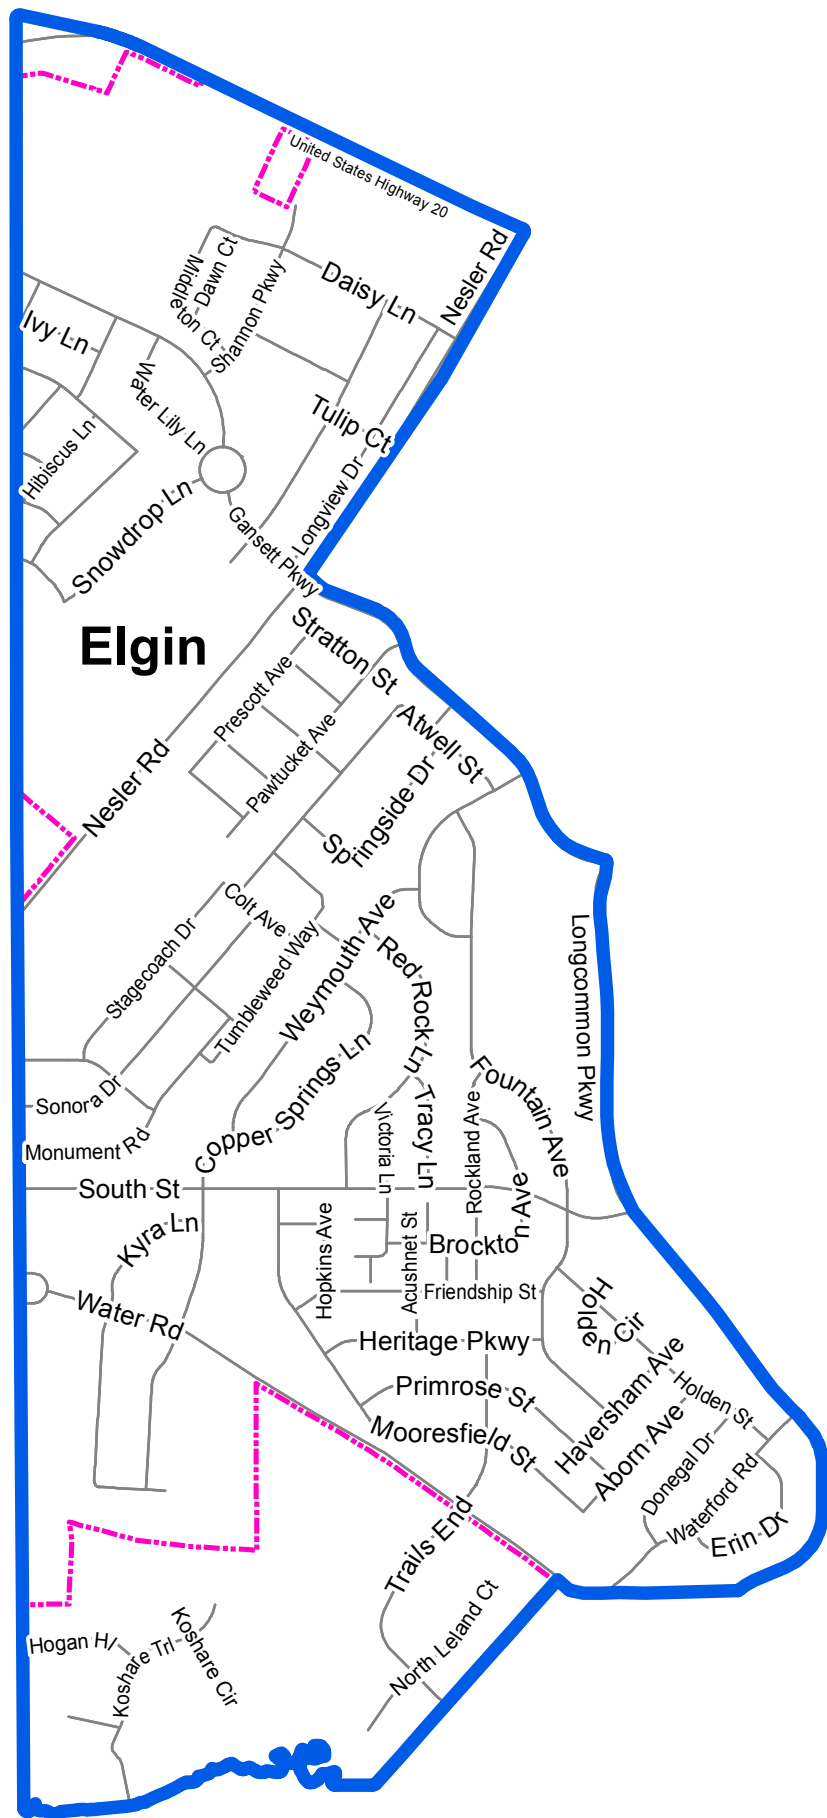 United States Highway 20
Nesler Rd
Dawn Ct
Middleton Ct
Shannon Pkwy
Daisy Ln
Ivy Ln
Water Lily Ln
Tulip Ct
Hibiscus Ln
Longview Dr
Snowdrop Ln
Gansett Pkwy
Elgin
Stratton St
Prescott Ave
Pawtucket Ave
Atwell St
Nesler Rd
Springside Dr
Colt Ave
Stagecoach Dr
Tumbleweed Way
Weymouth Ave
Red Rock Ln
Longcommon Pkwy
Copper Springs Ln
Sonora Dr
Monument Rd
Victoria Ln
Tracy Ln
Rockland Ave
Fountain Ave
South St
Kyra Ln
Hopkins Ave
Acushnet St
Brockton Ave
Water Rd
Friendship St
Holden Cir
Heritage Pkwy
Primrose St
Haversham Ave
Holden St
Mooresfield St
Aborn Ave
Donegal Dr
Waterford Rd
Erin Dr
Trails End
North Leland Ct
Hogan Hl
Koshare Trl
Koshare Cir